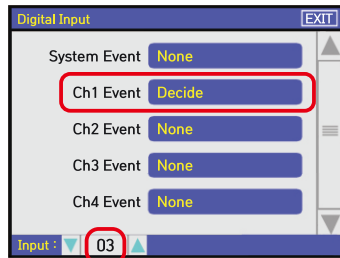 Digital Input EXIT
System Event None
Ch1 Event Decide
Ch2 Event None
Ch3 Event None
Ch4 Event None
Input : 03